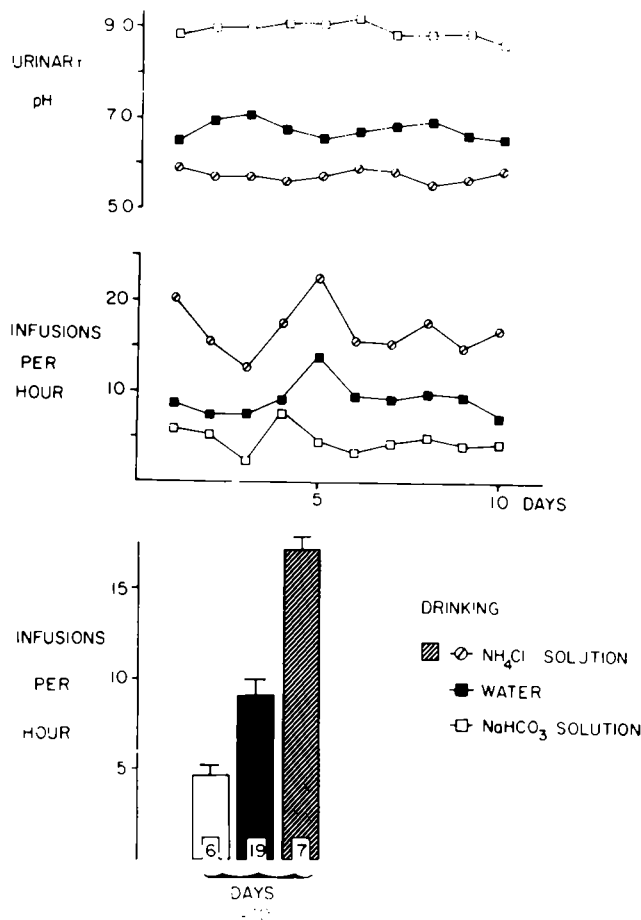 9.0
URINARY
pH
7.0
5.0
20
INFUSIONS
PER
10
HOUR
5
10 DAYS
15
INFUSIONS
10
PER
HOUR
5
6 19 7
DAYS
DRINKING
NH4Cl SOLUTION
WATER
NaHCO3 SOLUTION